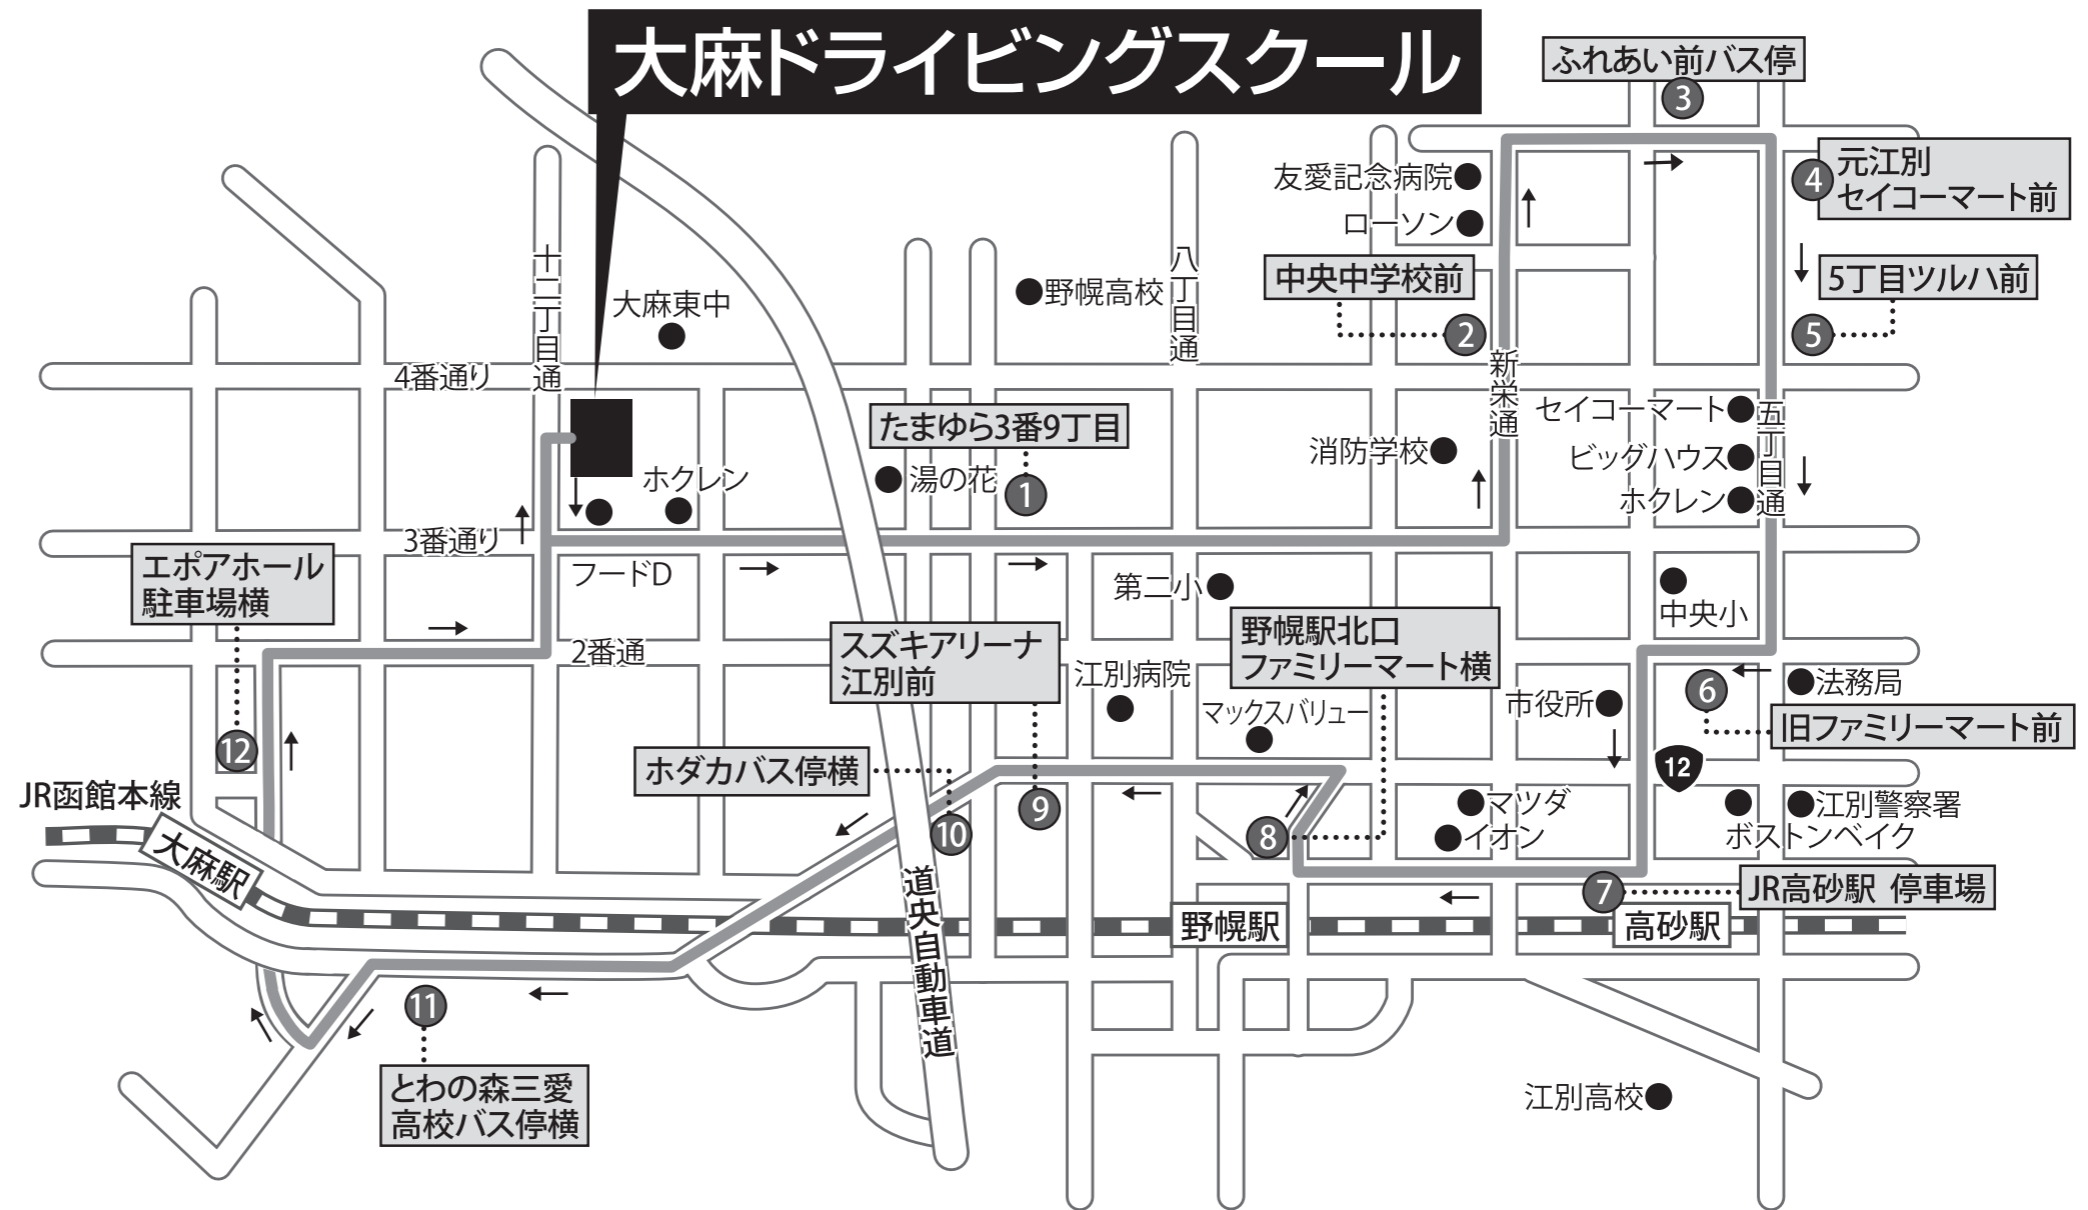 大麻ドライビングスクール
ふれあい前バス停
3
4
元江別
セイコーマート前
友愛記念病院
ローソン
中央中学校前
2
5丁目ツルハ前
5
十二丁目通
大麻東中
野幌高校
八丁目通
4番通り
新栄通
たまゆら3番9丁目
湯の花
1
消防学校
セイコーマート
ビッグハウス
ホクレン
五丁目通
ホクレン
3番通り
フードD
エポアホール
駐車場横
12
2番通
第二小
中央小
スズキアリーナ
江別前
9
野幌駅北口
ファミリーマート横
8
江別病院
マックスバリュー
市役所
6
法務局
旧ファミリーマート前
12
ホダカバス停横
10
マツダ
イオン
江別警察署
ボストンベイク
JR函館本線
大麻駅
道央自動車道
野幌駅
7
JR高砂駅 停車場
高砂駅
11
とわの森三愛
高校バス停横
江別高校